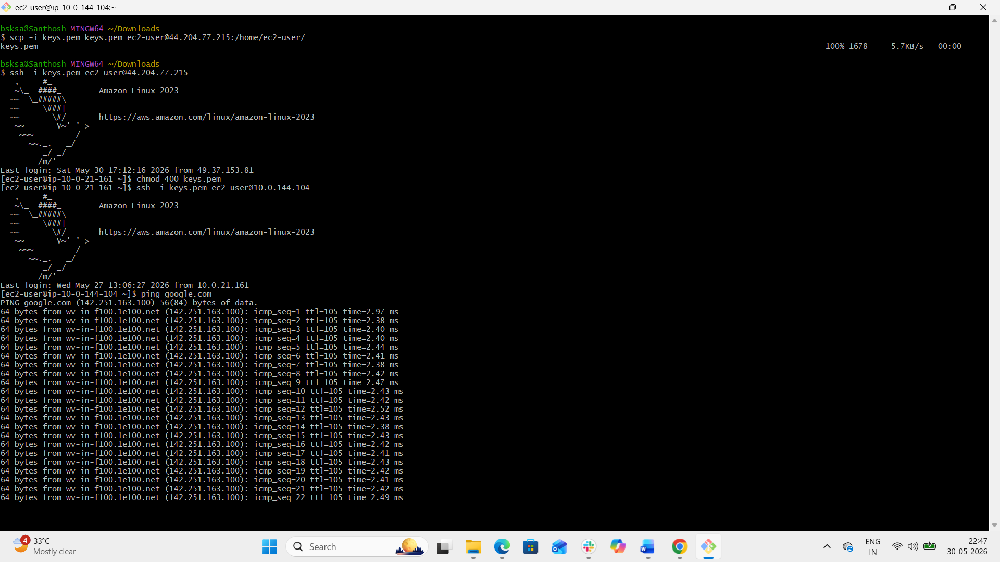 ec2-user@ip-10-0-144-104:~
bsksa@Santhosh MINGW64 ~/Downloads
$ scp -i keys.pem keys.pem ec2-user@44.204.77.215:/home/ec2-user/
keys.pem 100% 1678 5.7KB/s 00:00
bsksa@Santhosh MINGW64 ~/Downloads
$ ssh -i keys.pem ec2-user@44.204.77.215
   ,     #_
   ~\_  ####_        Amazon Linux 2023
  ~~  \_#####\
  ~~     \###|
  ~~       \#/ ___   https://aws.amazon.com/linux/amazon-linux-2023
   ~~       V~' '->
    ~~~         /
      ~~._.   _/
         _/ _/
       _/m/'
Last login: Sat May 30 17:12:16 2026 from 49.37.153.81
[ec2-user@ip-10-0-21-161 ~]$ chmod 400 keys.pem
[ec2-user@ip-10-0-21-161 ~]$ ssh -i keys.pem ec2-user@10.0.144.104
   ,     #_
   ~\_  ####_        Amazon Linux 2023
  ~~  \_#####\
  ~~     \###|
  ~~       \#/ ___   https://aws.amazon.com/linux/amazon-linux-2023
   ~~       V~' '->
    ~~~         /
      ~~._.   _/
         _/ _/
       _/m/'
Last login: Wed May 27 13:06:27 2026 from 10.0.21.161
[ec2-user@ip-10-0-144-104 ~]$ ping google.com
PING google.com (142.251.163.100) 56(84) bytes of data.
64 bytes from wv-in-f100.1e100.net (142.251.163.100): icmp_seq=1 ttl=105 time=2.97 ms
64 bytes from wv-in-f100.1e100.net (142.251.163.100): icmp_seq=2 ttl=105 time=2.38 ms
64 bytes from wv-in-f100.1e100.net (142.251.163.100): icmp_seq=3 ttl=105 time=2.40 ms
64 bytes from wv-in-f100.1e100.net (142.251.163.100): icmp_seq=4 ttl=105 time=2.40 ms
64 bytes from wv-in-f100.1e100.net (142.251.163.100): icmp_seq=5 ttl=105 time=2.44 ms
64 bytes from wv-in-f100.1e100.net (142.251.163.100): icmp_seq=6 ttl=105 time=2.41 ms
64 bytes from wv-in-f100.1e100.net (142.251.163.100): icmp_seq=7 ttl=105 time=2.38 ms
64 bytes from wv-in-f100.1e100.net (142.251.163.100): icmp_seq=8 ttl=105 time=2.42 ms
64 bytes from wv-in-f100.1e100.net (142.251.163.100): icmp_seq=9 ttl=105 time=2.47 ms
64 bytes from wv-in-f100.1e100.net (142.251.163.100): icmp_seq=10 ttl=105 time=2.43 ms
64 bytes from wv-in-f100.1e100.net (142.251.163.100): icmp_seq=11 ttl=105 time=2.42 ms
64 bytes from wv-in-f100.1e100.net (142.251.163.100): icmp_seq=12 ttl=105 time=2.52 ms
64 bytes from wv-in-f100.1e100.net (142.251.163.100): icmp_seq=13 ttl=105 time=2.43 ms
64 bytes from wv-in-f100.1e100.net (142.251.163.100): icmp_seq=14 ttl=105 time=2.38 ms
64 bytes from wv-in-f100.1e100.net (142.251.163.100): icmp_seq=15 ttl=105 time=2.43 ms
64 bytes from wv-in-f100.1e100.net (142.251.163.100): icmp_seq=16 ttl=105 time=2.42 ms
64 bytes from wv-in-f100.1e100.net (142.251.163.100): icmp_seq=17 ttl=105 time=2.41 ms
64 bytes from wv-in-f100.1e100.net (142.251.163.100): icmp_seq=18 ttl=105 time=2.43 ms
64 bytes from wv-in-f100.1e100.net (142.251.163.100): icmp_seq=19 ttl=105 time=2.42 ms
64 bytes from wv-in-f100.1e100.net (142.251.163.100): icmp_seq=20 ttl=105 time=2.41 ms
64 bytes from wv-in-f100.1e100.net (142.251.163.100): icmp_seq=21 ttl=105 time=2.42 ms
64 bytes from wv-in-f100.1e100.net (142.251.163.100): icmp_seq=22 ttl=105 time=2.49 ms
4
33°C
Mostly clear
Search
ENG
IN
22:47
30-05-2026